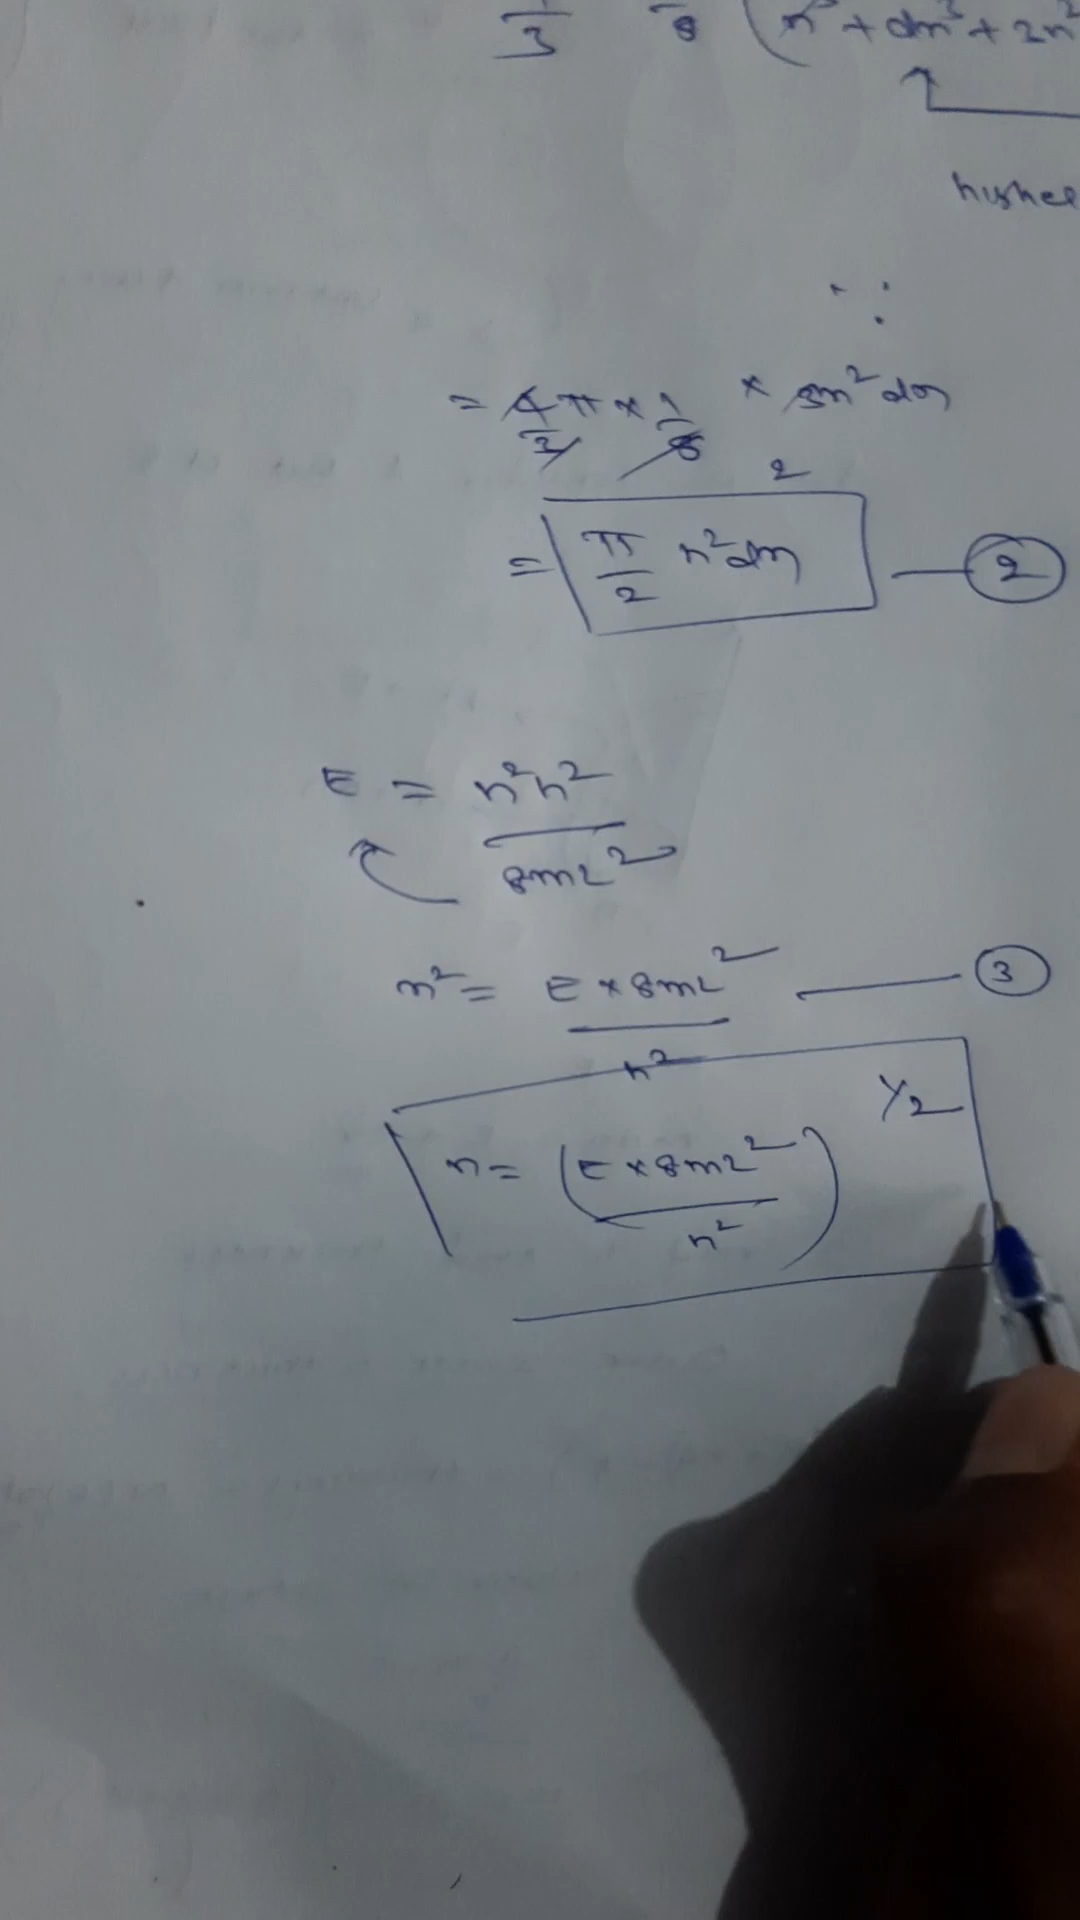 = 4/3 π × 1/8 × 3n² dn
= π/2 n² dn — ②
E = n²h² / 8mL²
n² = E × 8mL² / h² — ③
n = (E × 8mL² / h²)^1/2